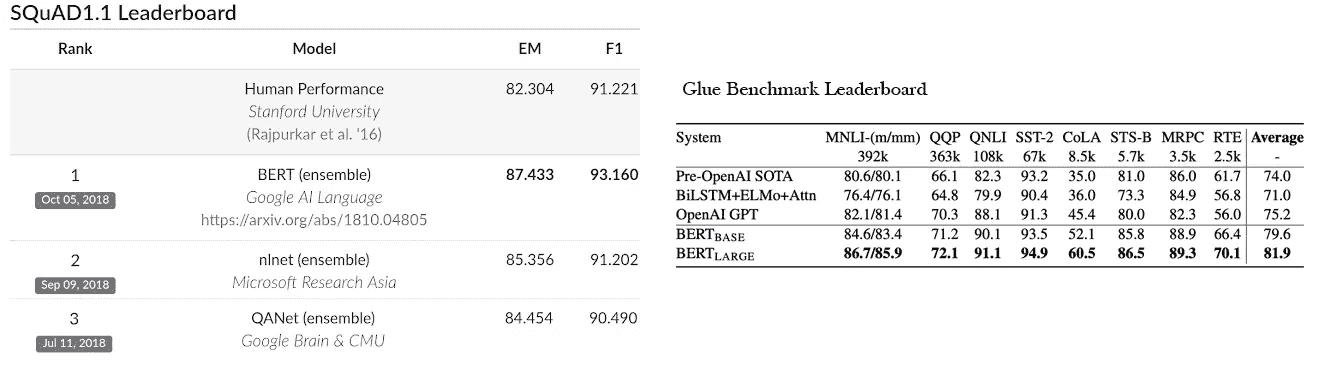 SQuAD1.1 Leaderboard
Rank Model EM F1
Human Performance 82.304 91.221
Stanford University
(Rajpurkar et al. '16)
1 BERT (ensemble) 87.433 93.160
Oct 05, 2018 Google AI Language
https://arxiv.org/abs/1810.04805
2 nlnet (ensemble) 85.356 91.202
Sep 09, 2018 Microsoft Research Asia
3 QANet (ensemble) 84.454 90.490
Jul 11, 2018 Google Brain & CMU
Glue Benchmark Leaderboard
System MNLI-(m/mm) QQP QNLI SST-2 CoLA STS-B MRPC RTE Average
392k 363k 108k 67k 8.5k 5.7k 3.5k 2.5k -
Pre-OpenAI SOTA 80.6/80.1 66.1 82.3 93.2 35.0 81.0 86.0 61.7 74.0
BiLSTM+ELMo+Attn 76.4/76.1 64.8 79.9 90.4 36.0 73.3 84.9 56.8 71.0
OpenAI GPT 82.1/81.4 70.3 88.1 91.3 45.4 80.0 82.3 56.0 75.2
BERTBASE 84.6/83.4 71.2 90.1 93.5 52.1 85.8 88.9 66.4 79.6
BERTLARGE 86.7/85.9 72.1 91.1 94.9 60.5 86.5 89.3 70.1 81.9